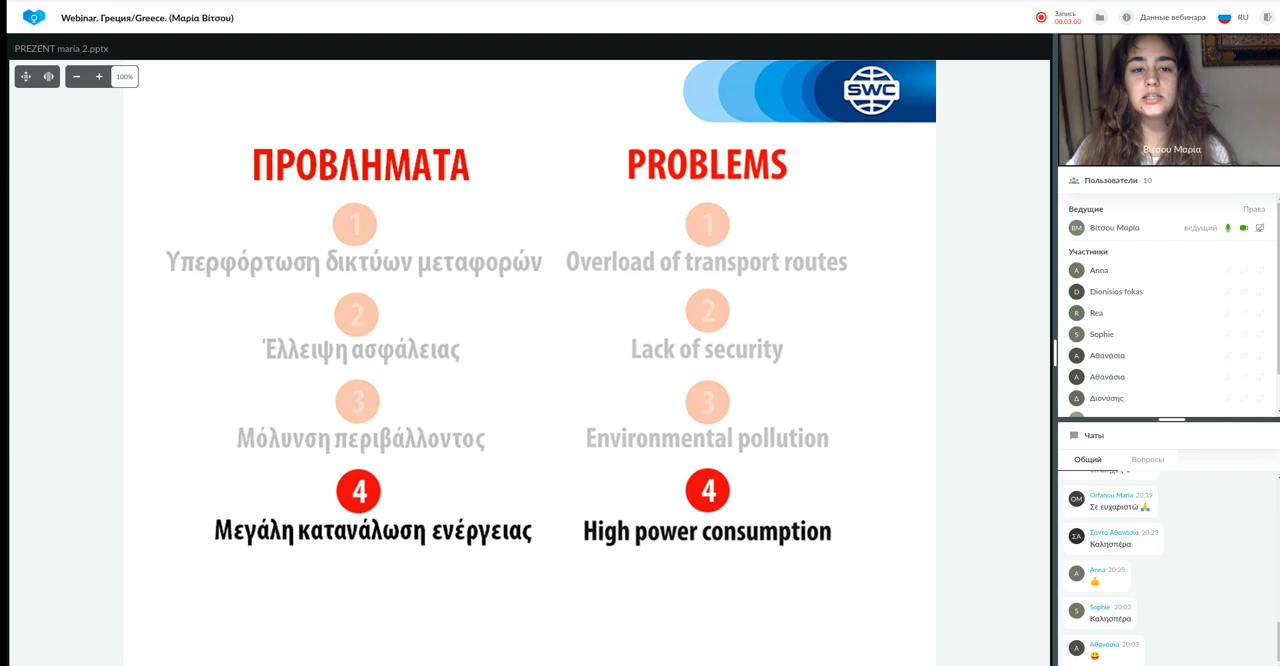 Webinar. Греция/Greece. (Μαρία Βίτσου)
Запись
00:03:00
Данные вебинара
RU
PREZENT maria 2.pptx
100%
SWC
ΠΡΟΒΛΗΜΑΤΑ
PROBLEMS
1
1
Υπερφόρτωση δικτύων μεταφορών
Overload of transport routes
2
2
Έλλειψη ασφάλειας
Lack of security
3
3
Μόλυνση περιβάλλοντος
Environmental pollution
4
4
Μεγάλη κατανάλωση ενέργειας
High power consumption
Βίτσου Μαρία
Пользователи 10
Ведущие
Права
ΒΜ Βίτσου Μαρία ведущий
Участники
A Anna
D Dionisios fokas
R Rea
S Sophie
Α Αθανάσια
Α Αθανάσια
Δ Διονύσης
Чаты
Общий
Вопросы
OM Orfanou Maria 20:39
Σε ευχαριστώ 🙏
ΣΑ Σαντα Αθανάσια 20:23
Καλησπέρα
A Anna 20:25
👍
S Sophie 20:03
Καλησπέρα
Α Αθανάσια 20:03
😃